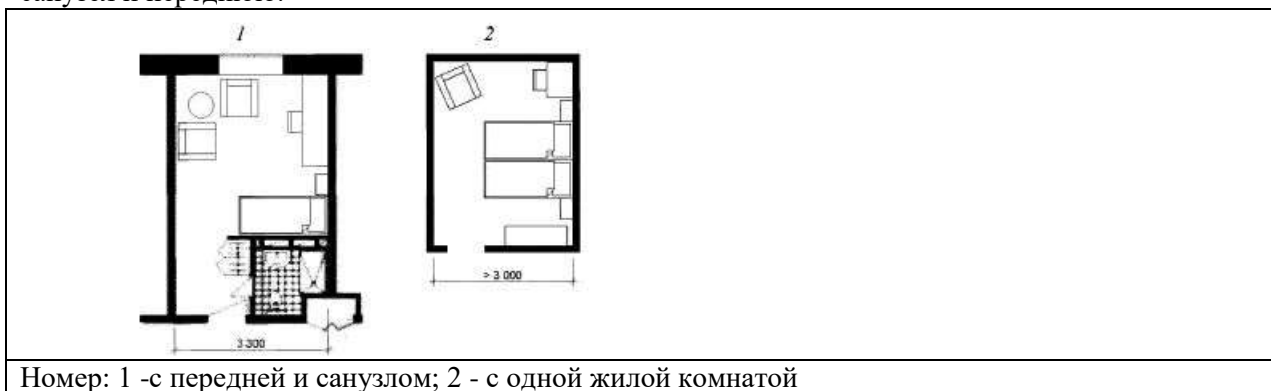 1
2
3 300
> 3 000
Номер: 1 -с передней и санузлом; 2 - с одной жилой комнатой